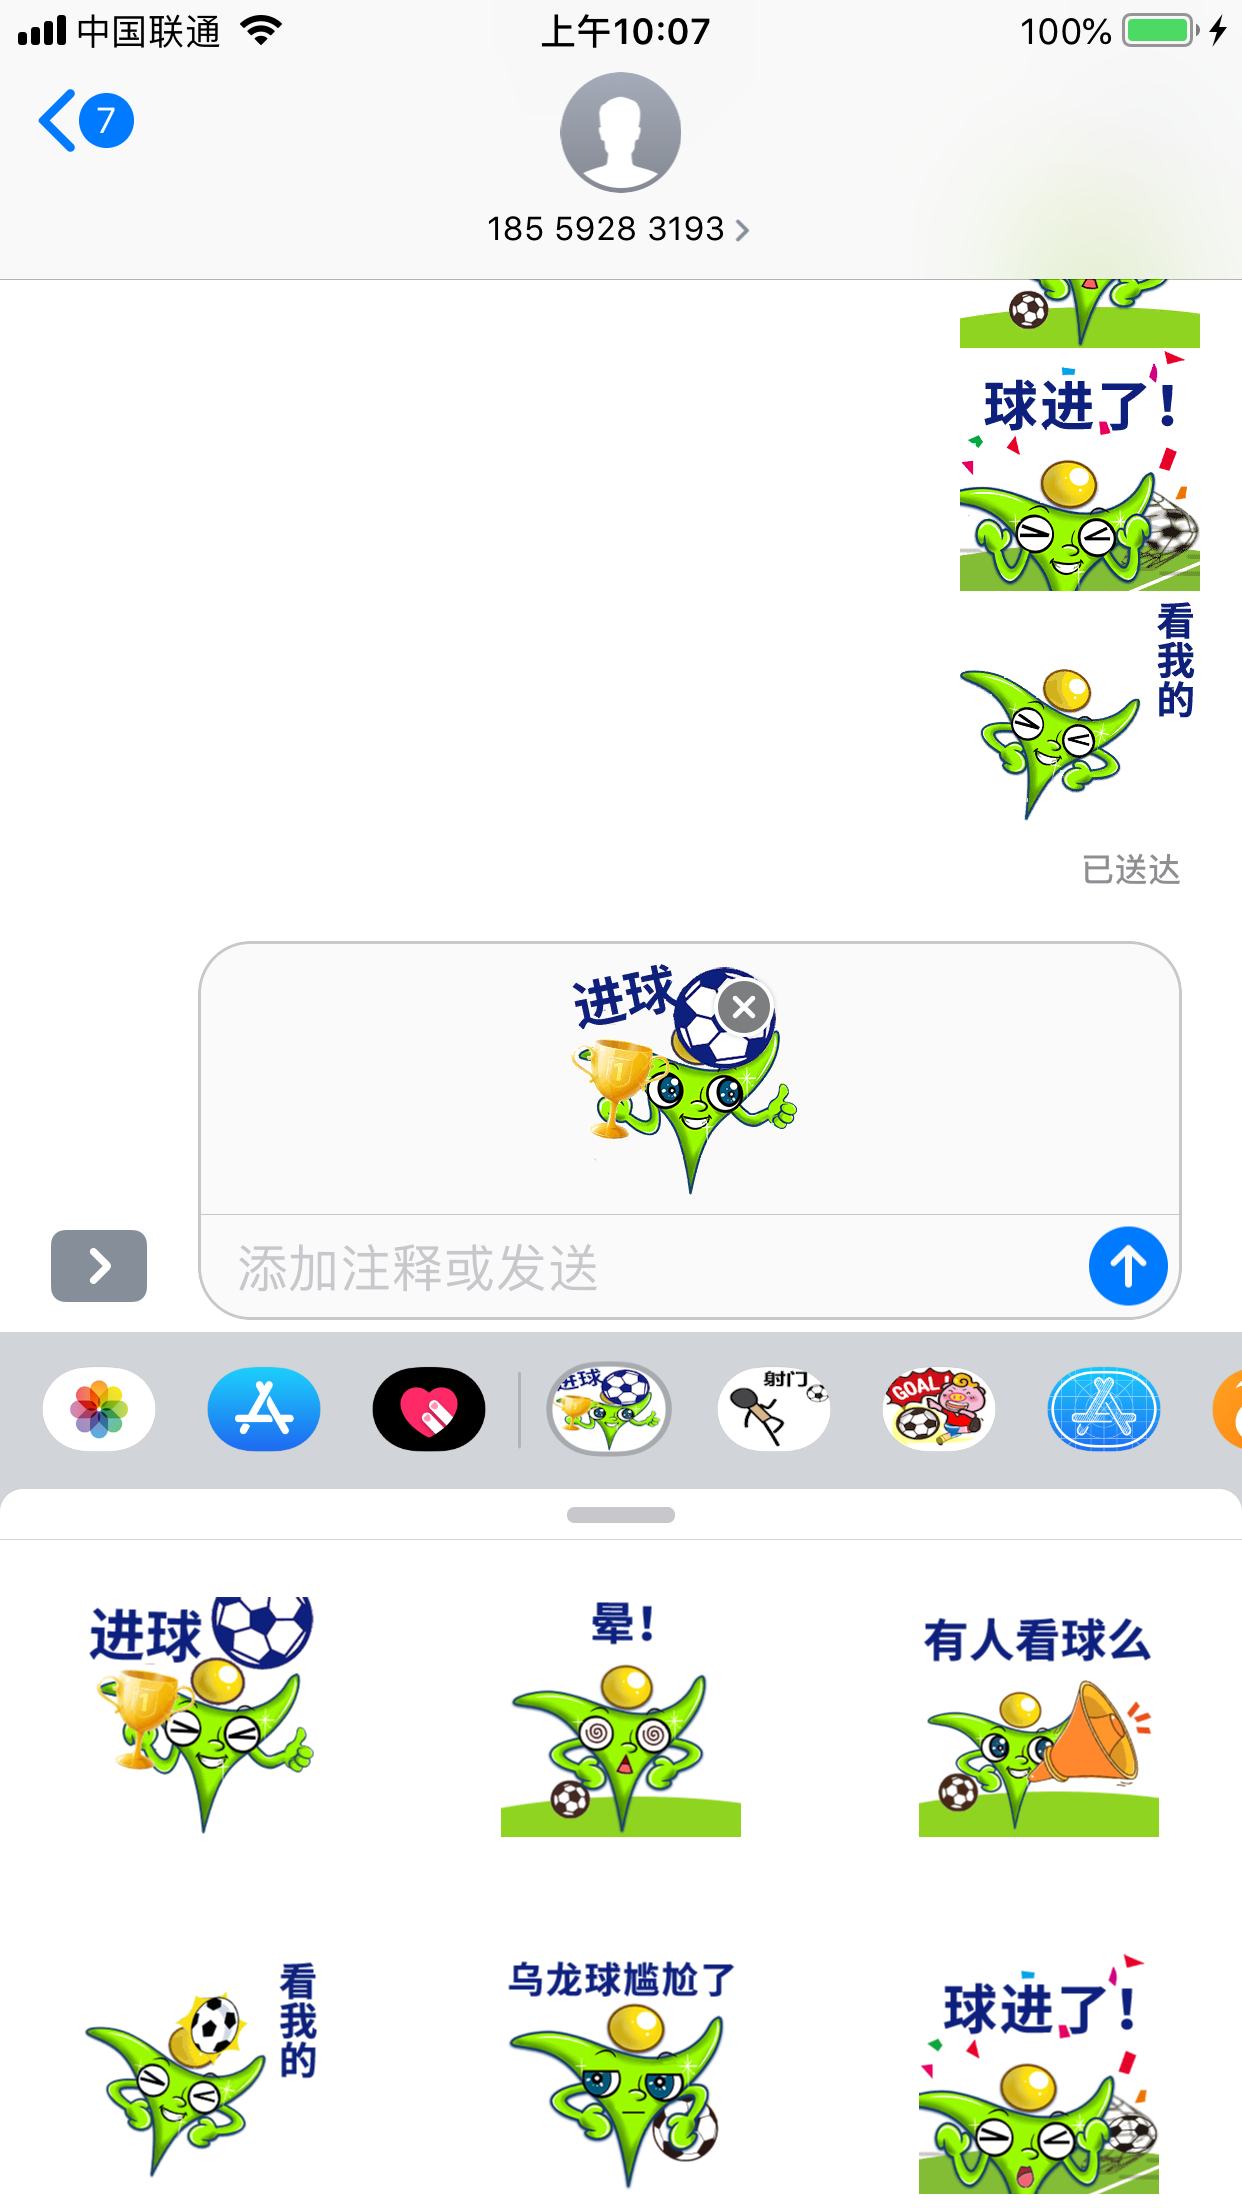 中国联通
上午10:07
100%
7
185 5928 3193
球进了!
看我的
已送达
进球
1
添加注释或发送
进球
射门
GOAL!
进球
1
晕!
有人看球么
看我的
乌龙球尴尬了
球进了!